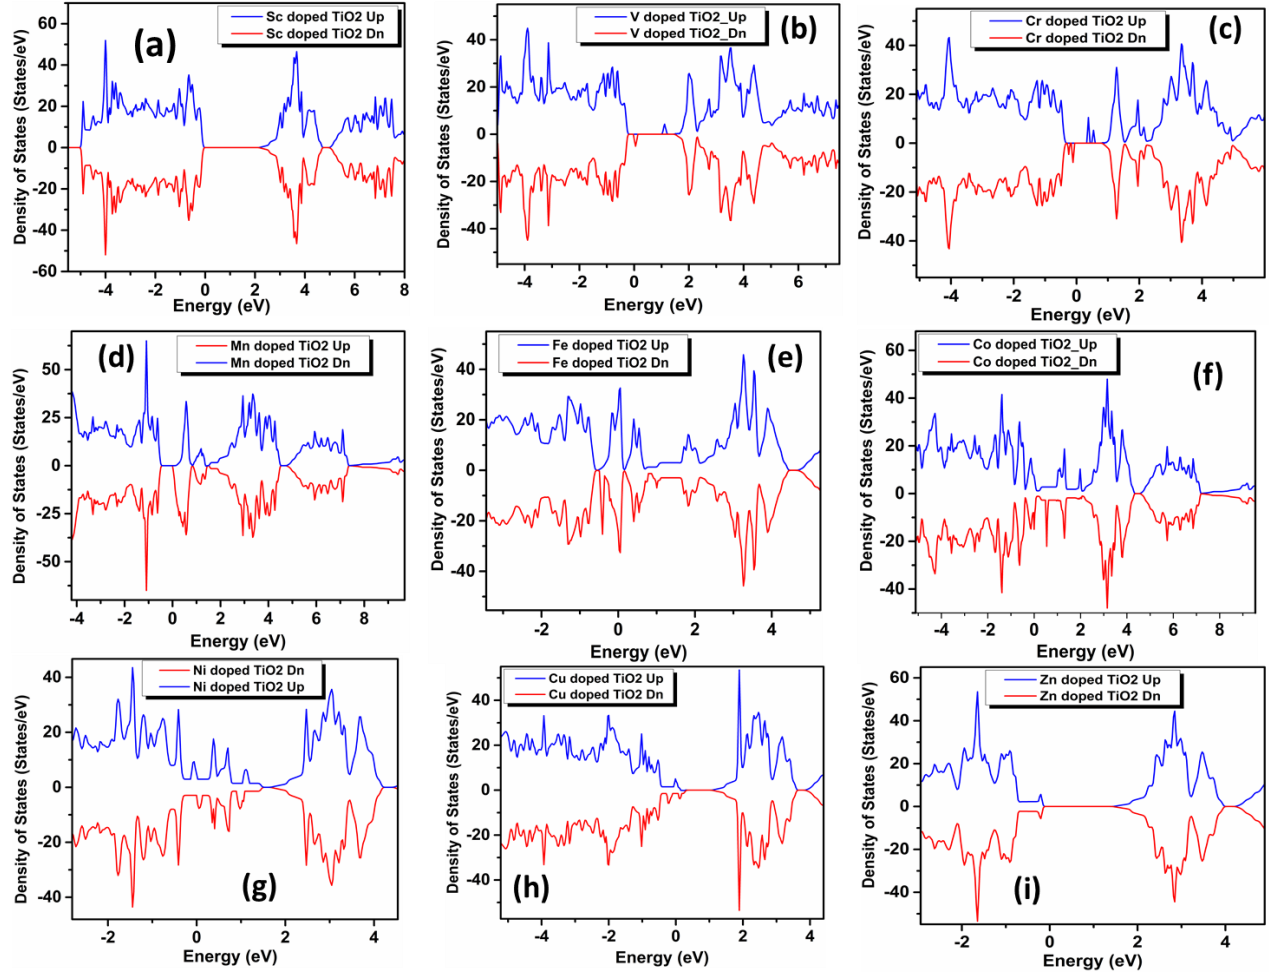 Sc doped TiO2 Up
Sc doped TiO2 Dn
(a)
Density of States (States/eV)
60
40
20
0
-20
-40
-60
-4 -2 0 2 4 6 8
Energy (eV)
V doped TiO2_Up
V doped TiO2_Dn
(b)
Density of States (States/eV)
40
20
0
-20
-40
-4 -2 0 2 4 6
Energy (eV)
Cr doped TiO2 Up
Cr doped TiO2 Dn
(c)
Density of States (States/eV)
40
20
0
-20
-40
-4 -2 0 2 4
Energy (eV)
Mn doped TiO2 Up
Mn doped TiO2 Dn
(d)
Density of States (States/eV)
50
25
0
-25
-50
-4 -2 0 2 4 6 8
Energy (eV)
Fe doped TiO2 Up
Fe doped TiO2 Dn
(e)
Density of States (States/eV)
40
20
0
-20
-40
-2 0 2 4
Energy (eV)
Co doped TiO2_Up
Co doped TiO2_Dn
(f)
Density of States (States/eV)
60
40
20
0
-20
-40
-5 -4 -2 0 2 4 6 8
Energy (eV)
Ni doped TiO2 Dn
Ni doped TiO2 Up
(g)
Density of States (States/eV)
40
20
0
-20
-40
-2 0 2 4
Energy (eV)
Cu doped TiO2 Up
Cu doped TiO2 Dn
(h)
Density of States (States/eV)
40
20
0
-20
-40
-4 -2 0 2 4
Energy (eV)
Zn doped TiO2 Up
Zn doped TiO2 Dn
(i)
Density of States (States/eV)
60
40
20
0
-20
-40
-2 0 2 4
Energy (eV)